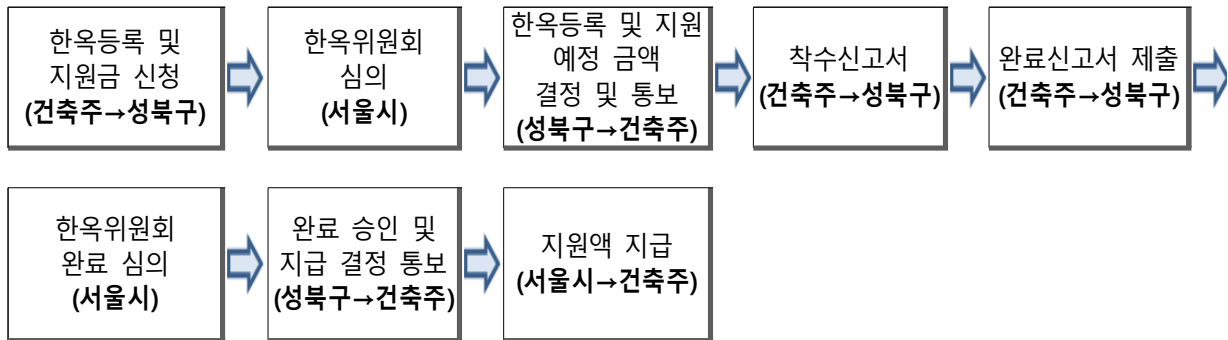 한옥등록 및
지원금 신청
(건축주→성북구)
한옥위원회
심의
(서울시)
한옥등록 및 지원
예정 금액
결정 및 통보
(성북구→건축주)
착수신고서
(건축주→성북구)
완료신고서 제출
(건축주→성북구)
한옥위원회
완료 심의
(서울시)
완료 승인 및
지급 결정 통보
(성북구→건축주)
지원액 지급
(서울시→건축주)